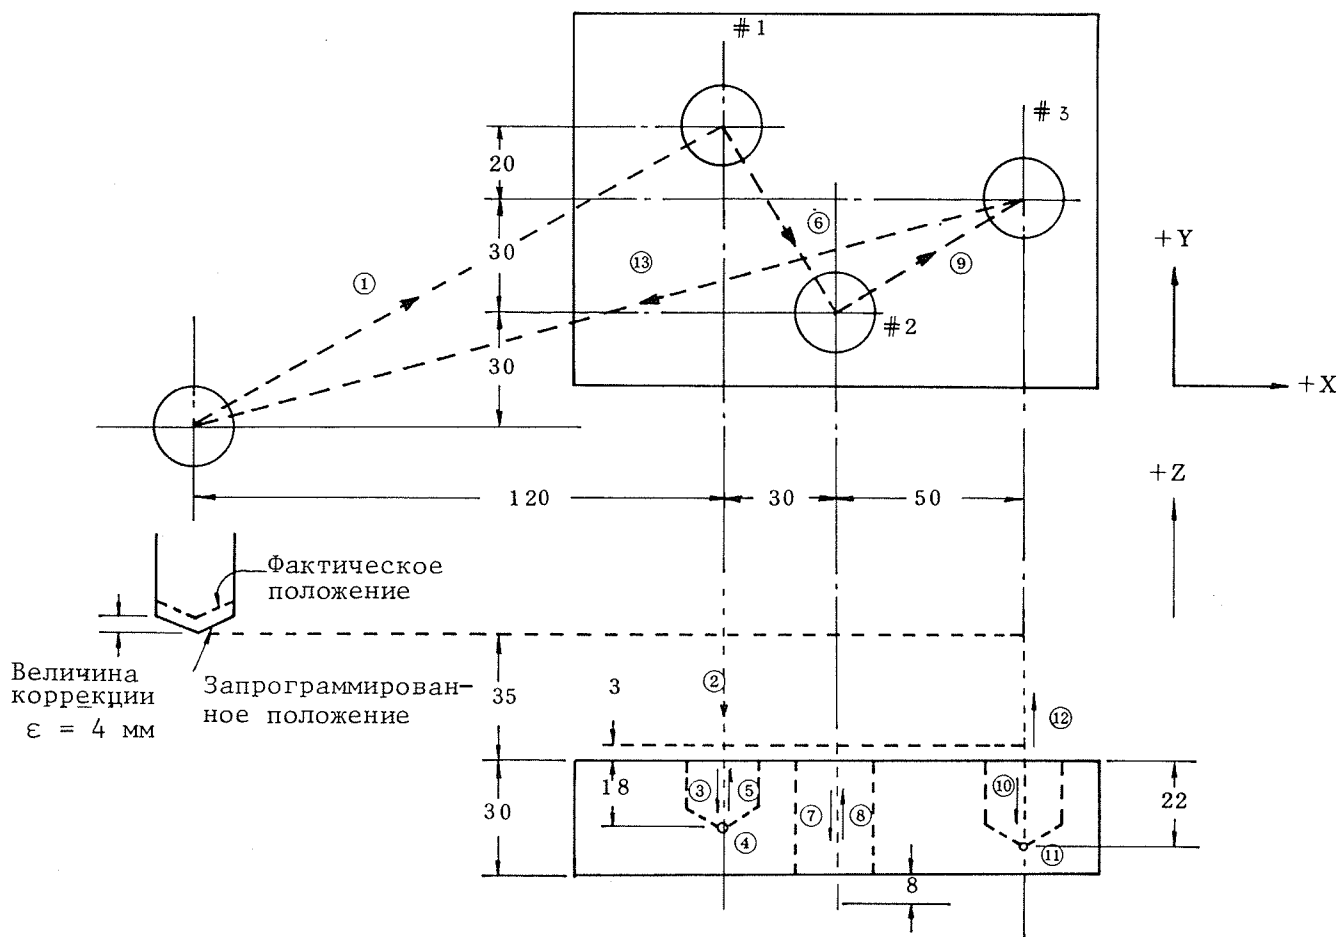 #1
#3
20
⑥
+Y
30
⑬
⑨
①
#2
30
+X
+Z
120
30
50
Фактическое
положение
Величина
коррекции
ε = 4 мм
Запрограммирован-
ное положение
35
3
②
⑫
30
18
③
⑤
④
⑦
⑧
⑩
⑪
22
8